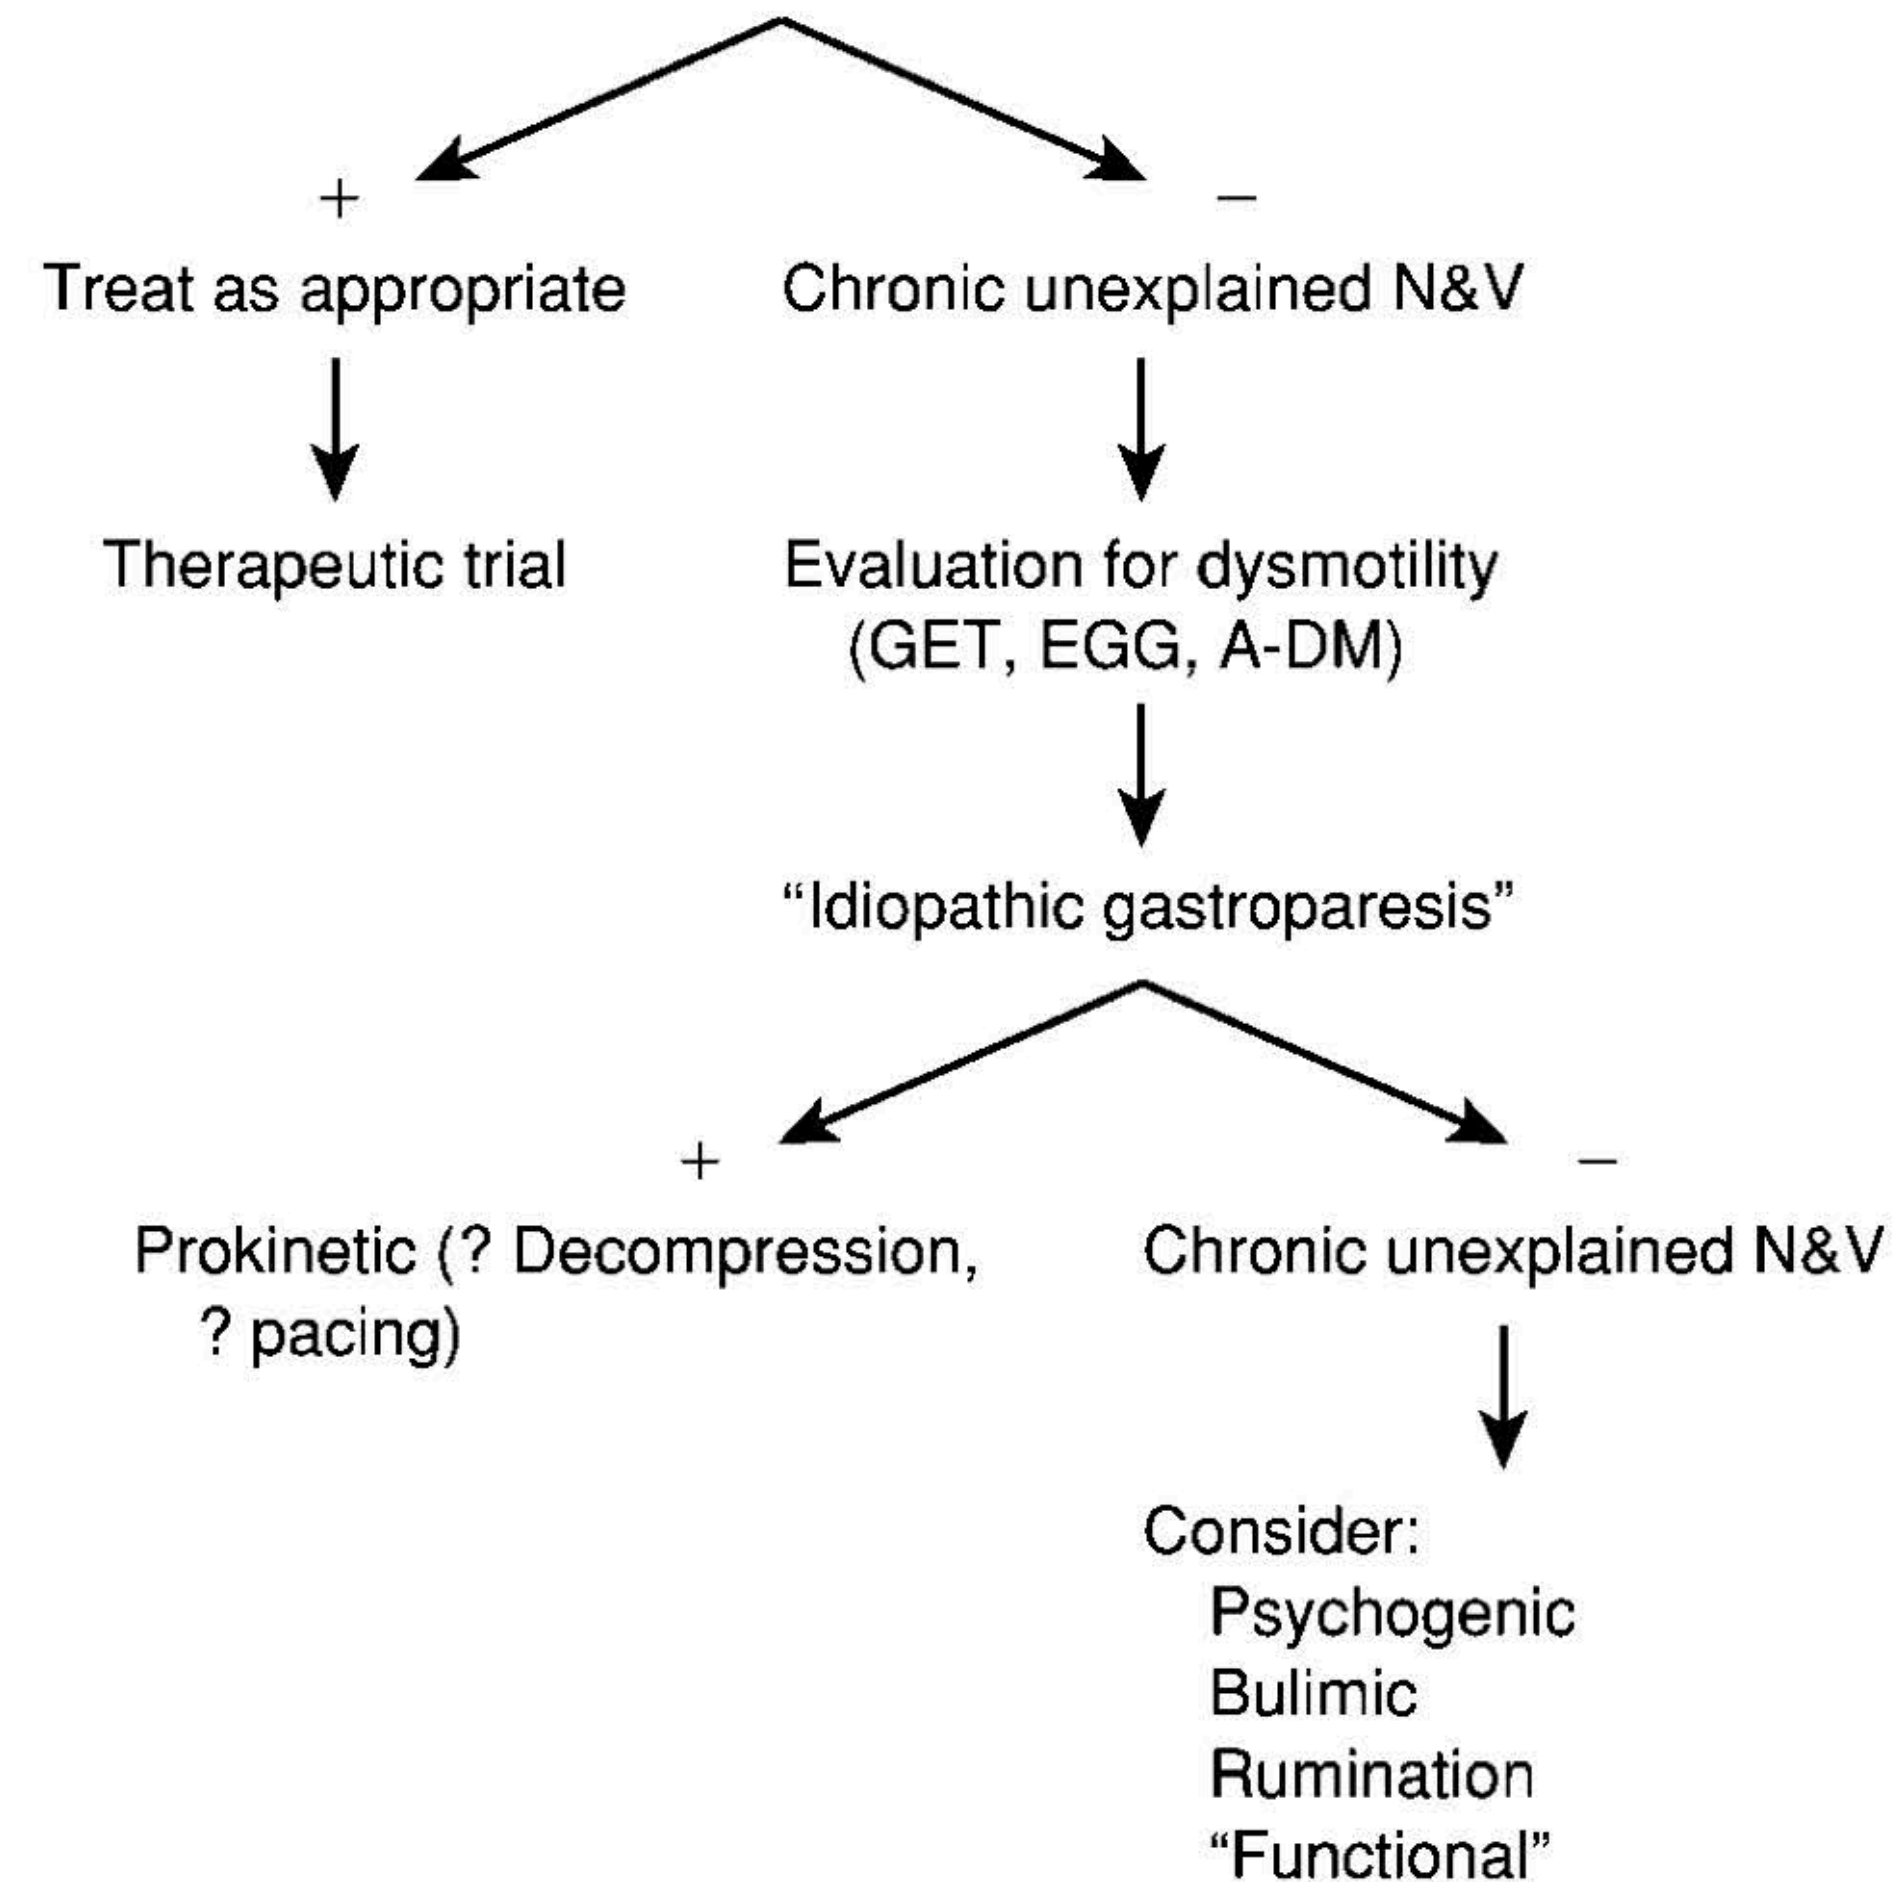 +
−
Treat as appropriate
Chronic unexplained N&V
Therapeutic trial
Evaluation for dysmotility
(GET, EGG, A-DM)
“Idiopathic gastroparesis”
+
−
Prokinetic (? Decompression,
? pacing)
Chronic unexplained N&V
Consider:
Psychogenic
Bulimic
Rumination
“Functional”